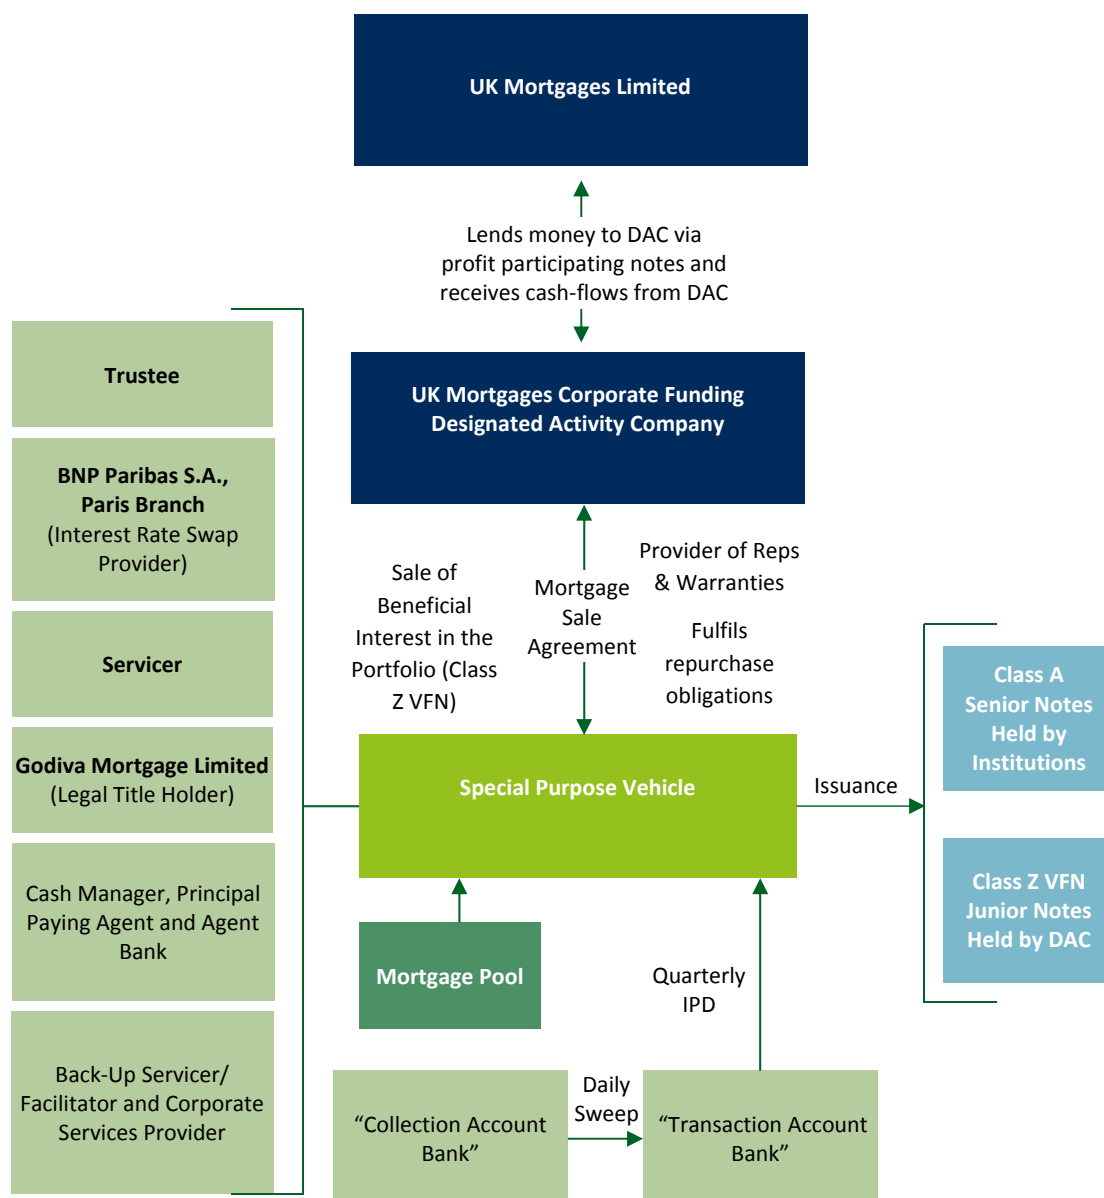 UK Mortgages Limited
Lends money to DAC via
profit participating notes and
receives cash-flows from DAC
UK Mortgages Corporate Funding
Designated Activity Company
Trustee
BNP Paribas S.A.,
Paris Branch
(Interest Rate Swap
Provider)
Servicer
Godiva Mortgage Limited
(Legal Title Holder)
Cash Manager, Principal
Paying Agent and Agent
Bank
Back-Up Servicer/
Facilitator and Corporate
Services Provider
Sale of
Beneficial
Interest in the
Portfolio (Class
Z VFN)
Mortgage
Sale
Agreement
Provider of Reps
& Warranties
Fulfils
repurchase
obligations
Special Purpose Vehicle
Issuance
Class A
Senior Notes
Held by
Institutions
Class Z VFN
Junior Notes
Held by DAC
Mortgage Pool
Quarterly
IPD
“Collection Account
Bank”
Daily
Sweep
“Transaction Account
Bank”